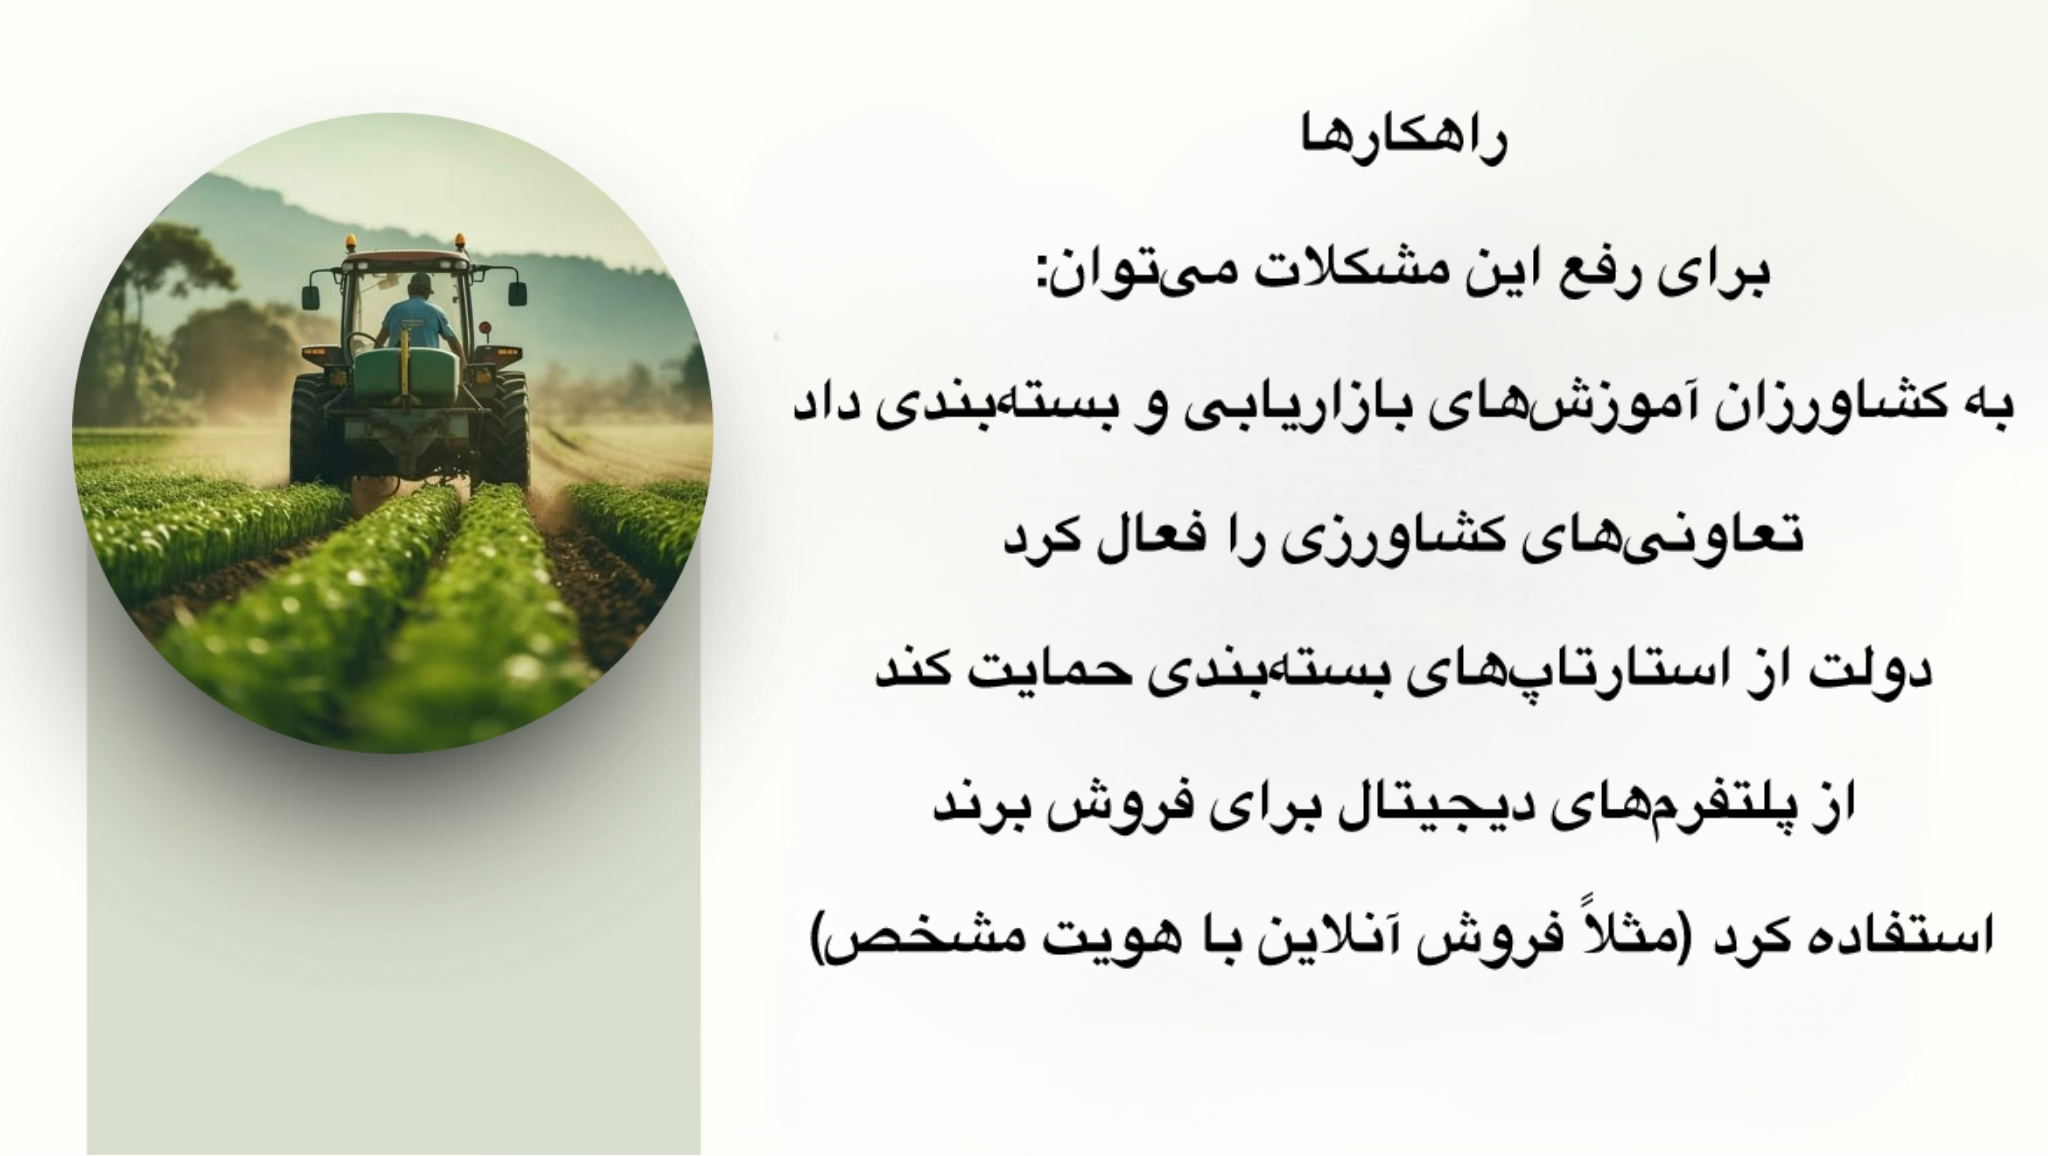 راهکارها
برای رفع این مشکلات می‌توان:
به کشاورزان آموزش‌های بازاریابی و بسته‌بندی داد
تعاونی‌های کشاورزی را فعال کرد
دولت از استارتاپ‌های بسته‌بندی حمایت کند
از پلتفرم‌های دیجیتال برای فروش برند
استفاده کرد (مثلاً فروش آنلاین با هویت مشخص)